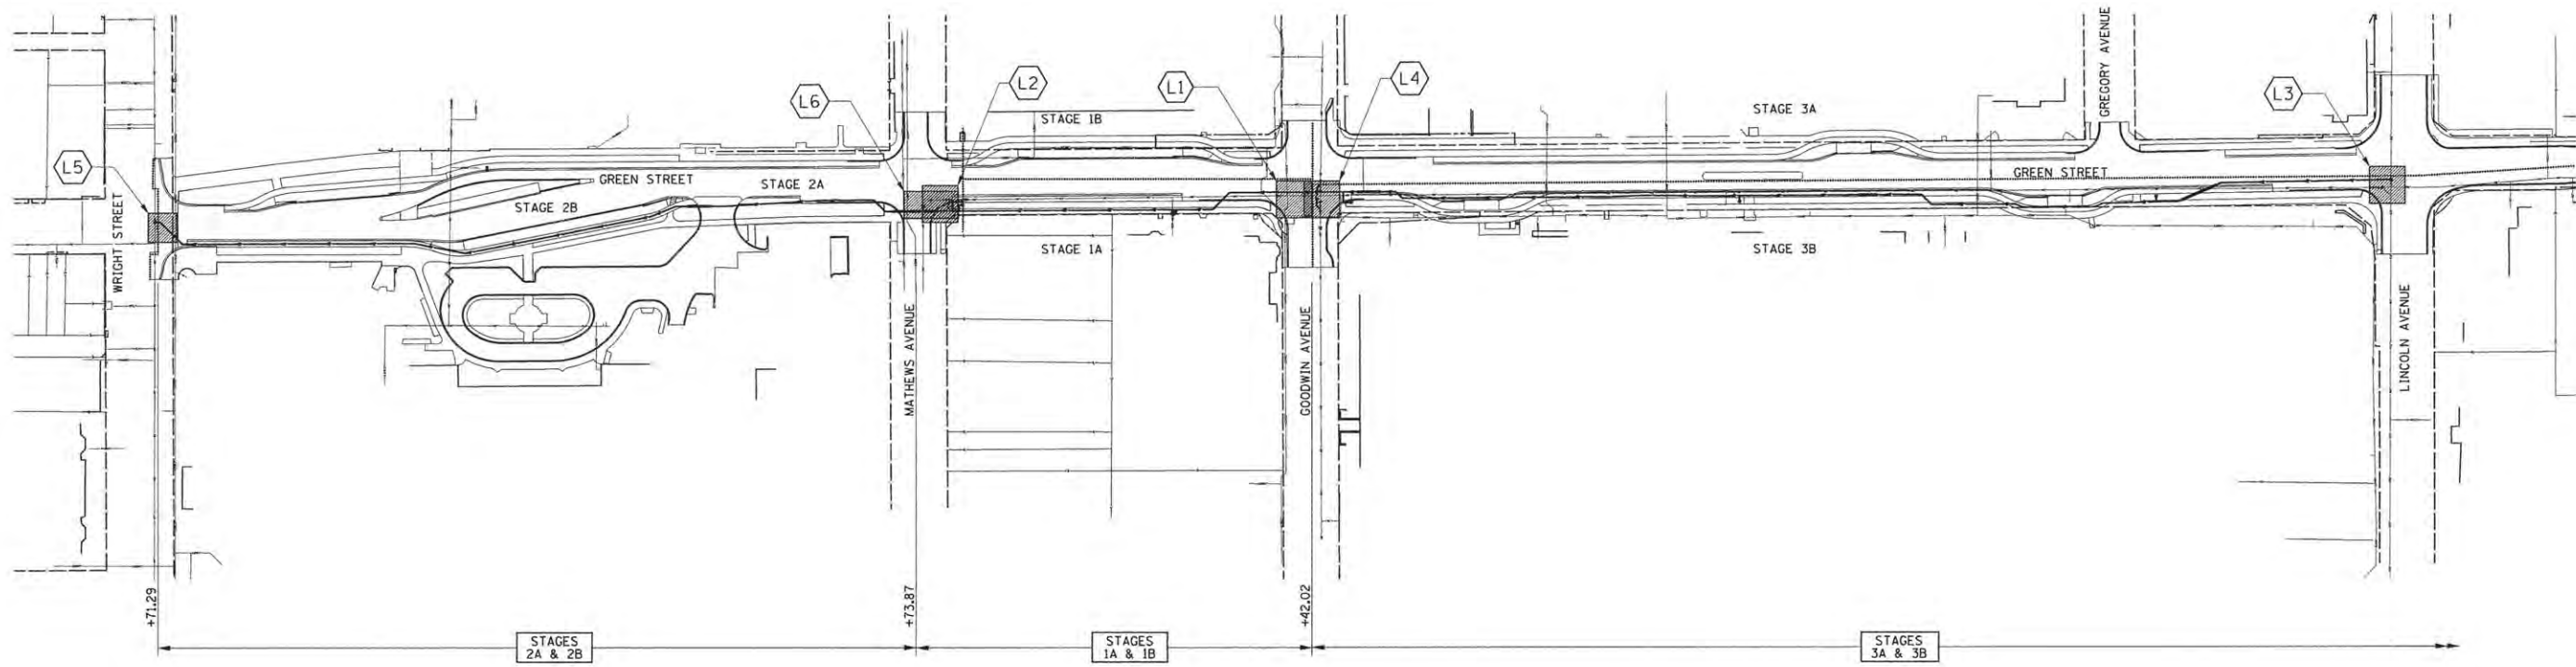 GREGORY AVENUE
L6
L2
L1
L4
L3
STAGE 1B
STAGE 3A
L5
GREEN STREET
STAGE 2A
STAGE 2B
GREEN STREET
WRIGHT STREET
STAGE 1A
STAGE 3B
MATHEWS AVENUE
GOODWIN AVENUE
LINCOLN AVENUE
+71.29
+73.87
+42.02
STAGES
2A & 2B
STAGES
1A & 1B
STAGES
3A & 3B